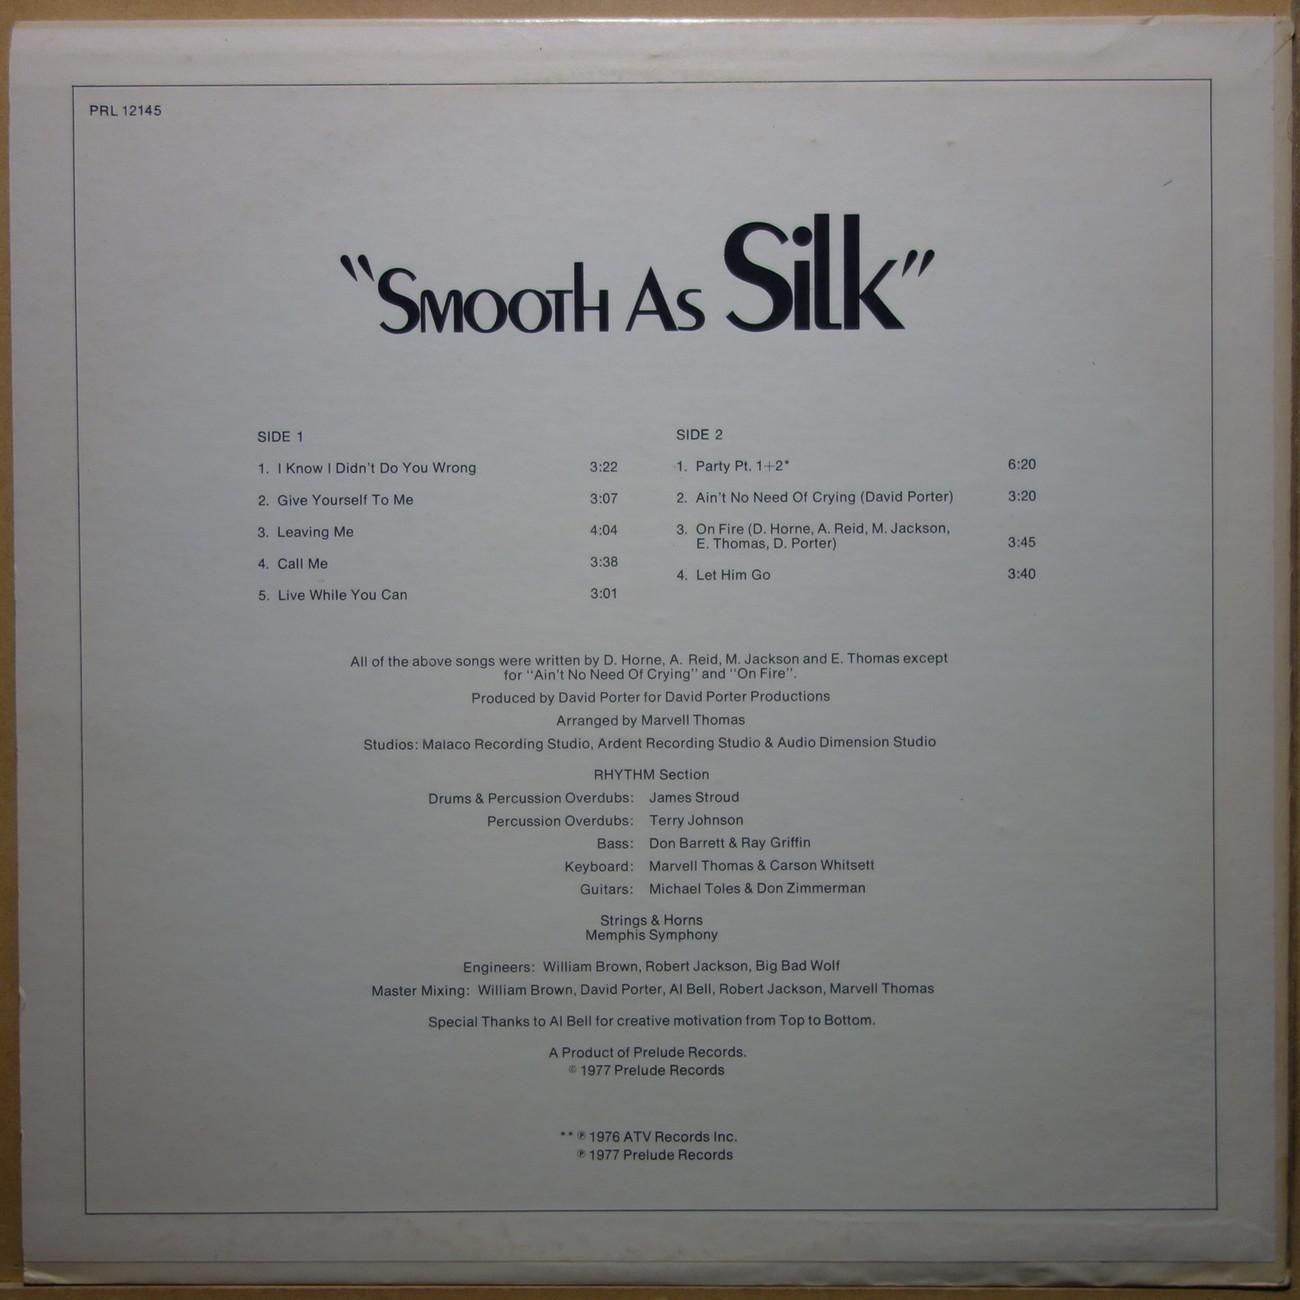 PRL 12145
"Smooth As Silk"
SIDE 1
1. I Know I Didn't Do You Wrong 3:22
2. Give Yourself To Me 3:07
3. Leaving Me 4:04
4. Call Me 3:38
5. Live While You Can 3:01
SIDE 2
1. Party Pt. 1+2* 6:20
2. Ain't No Need Of Crying (David Porter) 3:20
3. On Fire (D. Horne, A. Reid, M. Jackson,
E. Thomas, D. Porter) 3:45
4. Let Him Go 3:40
All of the above songs were written by D. Horne, A. Reid, M. Jackson and E. Thomas except
for "Ain't No Need Of Crying" and "On Fire".
Produced by David Porter for David Porter Productions
Arranged by Marvell Thomas
Studios: Malaco Recording Studio, Ardent Recording Studio & Audio Dimension Studio
RHYTHM Section
Drums & Percussion Overdubs: James Stroud
Percussion Overdubs: Terry Johnson
Bass: Don Barrett & Ray Griffin
Keyboard: Marvell Thomas & Carson Whitsett
Guitars: Michael Toles & Don Zimmerman
Strings & Horns
Memphis Symphony
Engineers: William Brown, Robert Jackson, Big Bad Wolf
Master Mixing: William Brown, David Porter, Al Bell, Robert Jackson, Marvell Thomas
Special Thanks to Al Bell for creative motivation from Top to Bottom.
A Product of Prelude Records.
© 1977 Prelude Records
** ℗ 1976 ATV Records Inc.
℗ 1977 Prelude Records